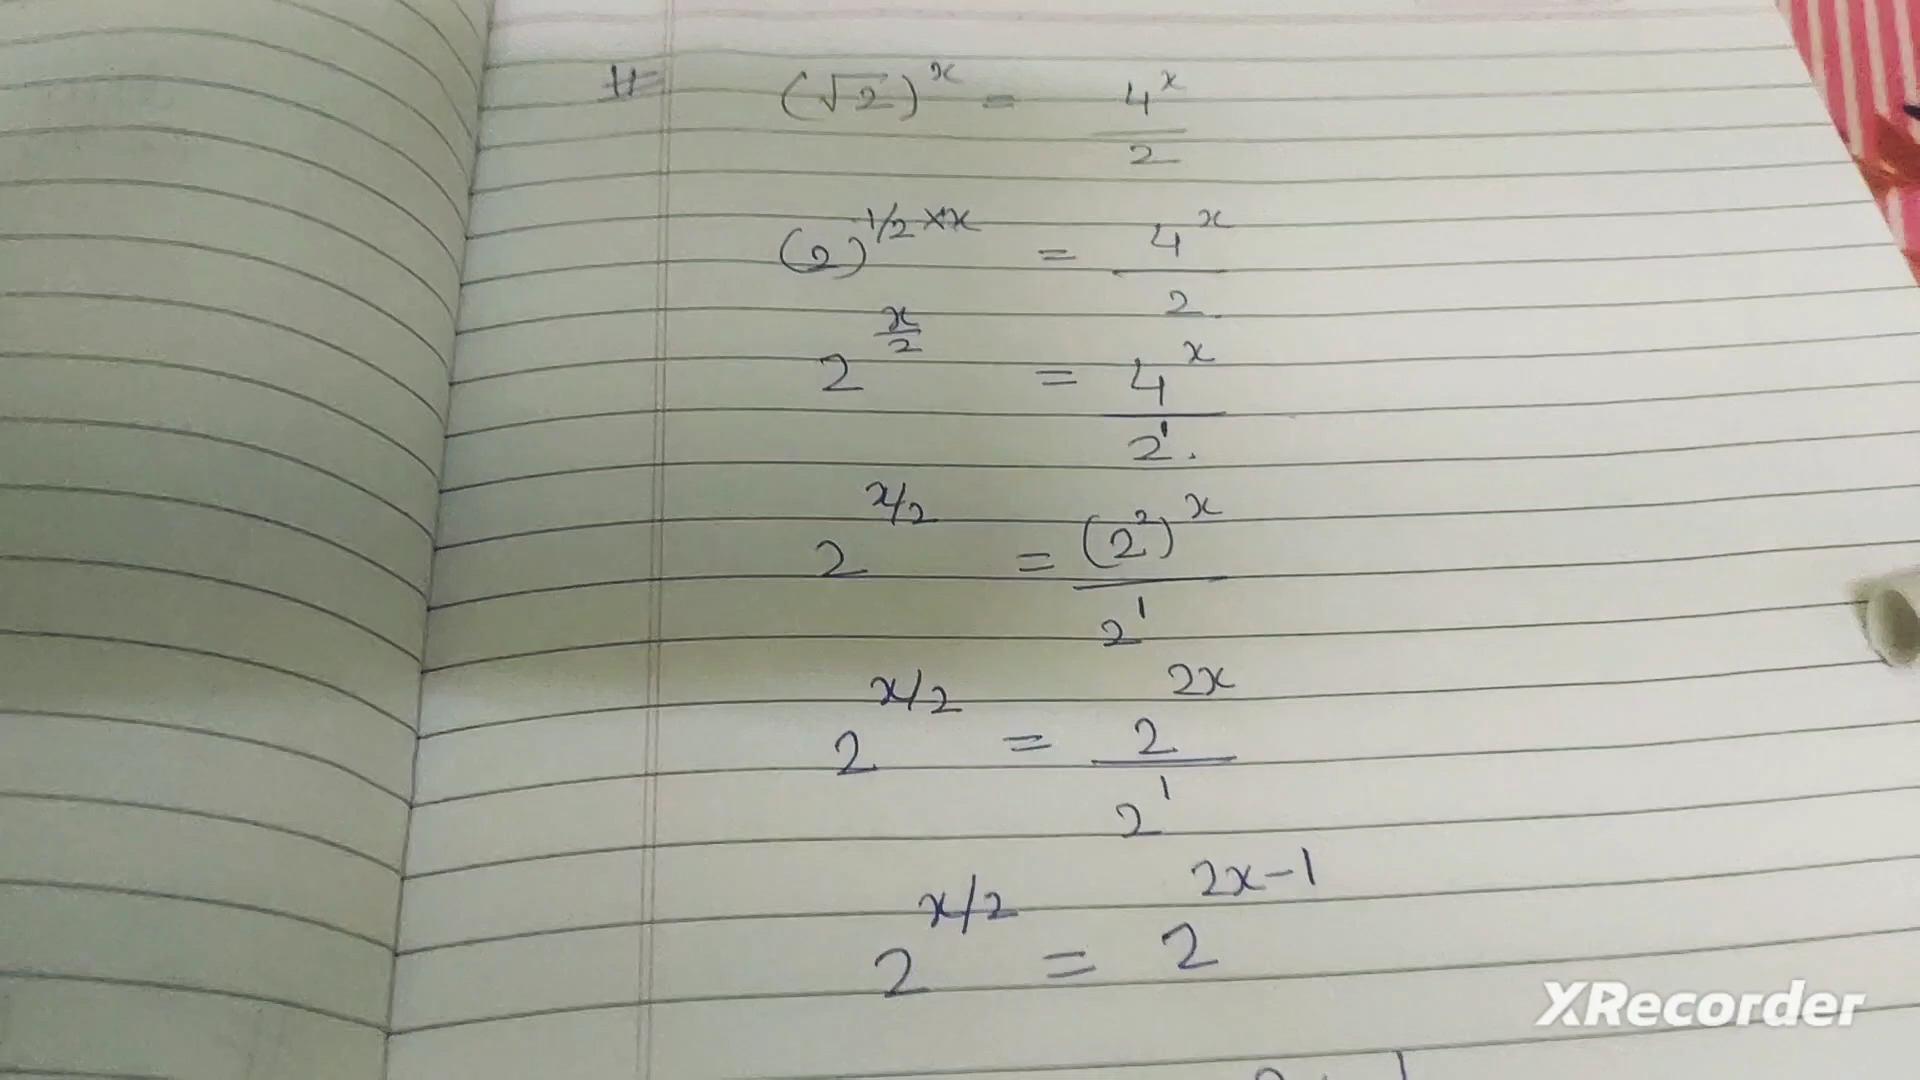 # (√2)^x = 4^x / 2
(2)^1/2 × x = 4^x / 2.
2^x/2 = 4^x / 2^1.
2^x/2 = (2^2)^x / 2^1
2^x/2 = 2^2x / 2^1
2^x/2 = 2^2x-1
XRecorder